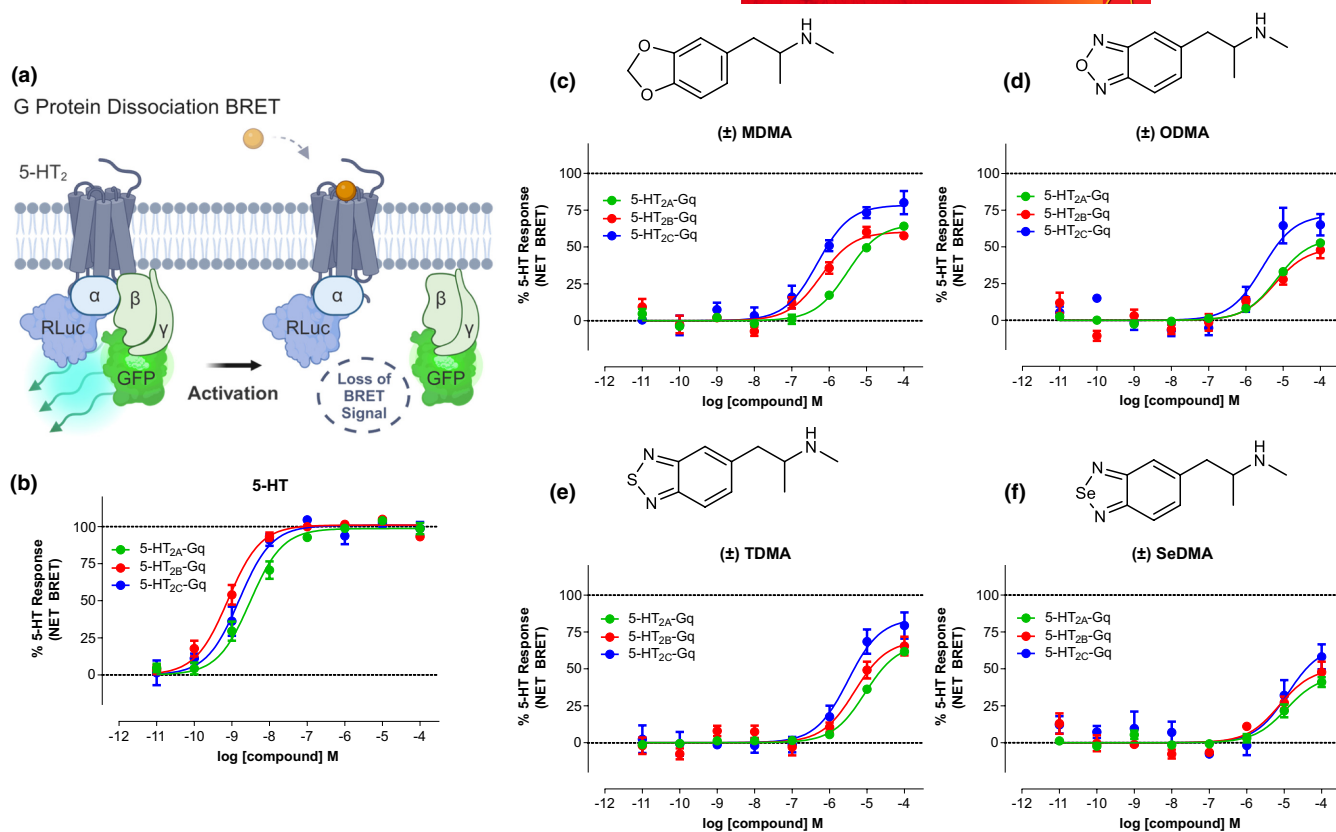 (a)
G Protein Dissociation BRET
5-HT2
α
β
γ
RLuc
GFP
Activation
α
RLuc
Loss of
BRET
Signal
β
γ
GFP
(b)
5-HT
% 5-HT Response
(NET BRET)
100
75
50
25
0
5-HT2A-Gq
5-HT2B-Gq
5-HT2C-Gq
-12 -11 -10 -9 -8 -7 -6 -5 -4
log [compound] M
(c)
O
O
H
N
(±) MDMA
% 5-HT Response
(NET BRET)
100
75
50
25
0
5-HT2A-Gq
5-HT2B-Gq
5-HT2C-Gq
-12 -11 -10 -9 -8 -7 -6 -5 -4
log [compound] M
(d)
N
O
N
H
N
(±) ODMA
% 5-HT Response
(NET BRET)
100
75
50
25
0
5-HT2A-Gq
5-HT2B-Gq
5-HT2C-Gq
-12 -11 -10 -9 -8 -7 -6 -5 -4
log [compound] M
(e)
N
S
N
H
N
(±) TDMA
% 5-HT Response
(NET BRET)
100
75
50
25
0
5-HT2A-Gq
5-HT2B-Gq
5-HT2C-Gq
-12 -11 -10 -9 -8 -7 -6 -5 -4
log [compound] M
(f)
N
Se
N
H
N
(±) SeDMA
% 5-HT Response
(NET BRET)
100
75
50
25
0
5-HT2A-Gq
5-HT2B-Gq
5-HT2C-Gq
-12 -11 -10 -9 -8 -7 -6 -5 -4
log [compound] M